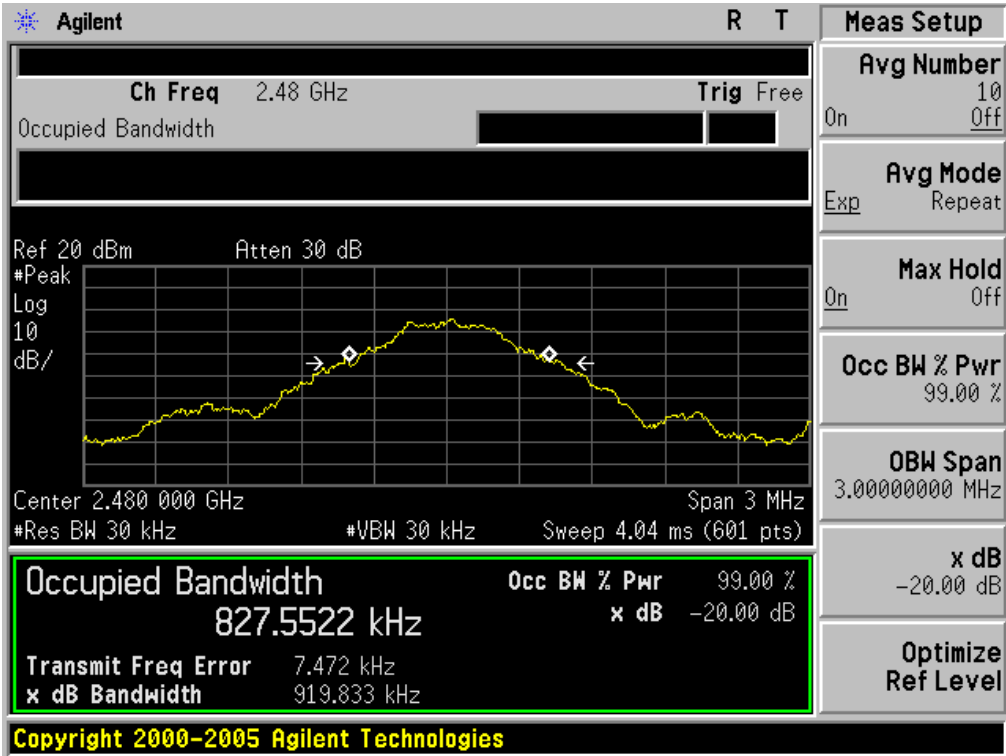 Agilent R T
Ch Freq 2.48 GHz Trig Free
Occupied Bandwidth
Ref 20 dBm Atten 30 dB
#Peak
Log
10
dB/
Center 2.480 000 GHz Span 3 MHz
#Res BW 30 kHz #VBW 30 kHz Sweep 4.04 ms (601 pts)
Occupied Bandwidth
827.5522 kHz
Occ BW % Pwr 99.00 %
x dB -20.00 dB
Transmit Freq Error 7.472 kHz
x dB Bandwidth 919.833 kHz
Copyright 2000-2005 Agilent Technologies
Meas Setup
Avg Number
10
On Off
Avg Mode
Exp Repeat
Max Hold
On Off
Occ BW % Pwr
99.00 %
OBW Span
3.00000000 MHz
x dB
-20.00 dB
Optimize
Ref Level